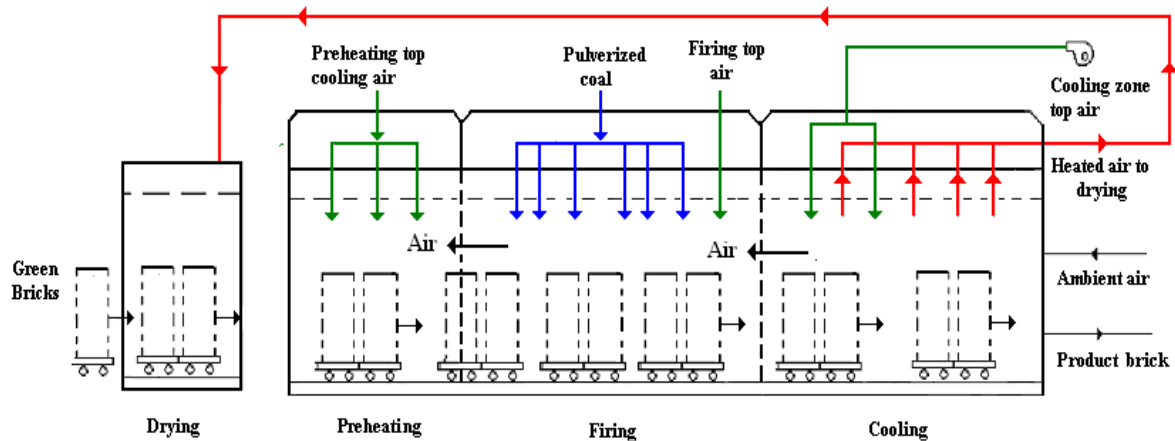 Preheating top
cooling air
Pulverized
coal
Firing top
air
Cooling zone
top air
Heated air to
drying
Air
Air
Green
Bricks
Ambient air
Product brick
Drying
Preheating
Firing
Cooling